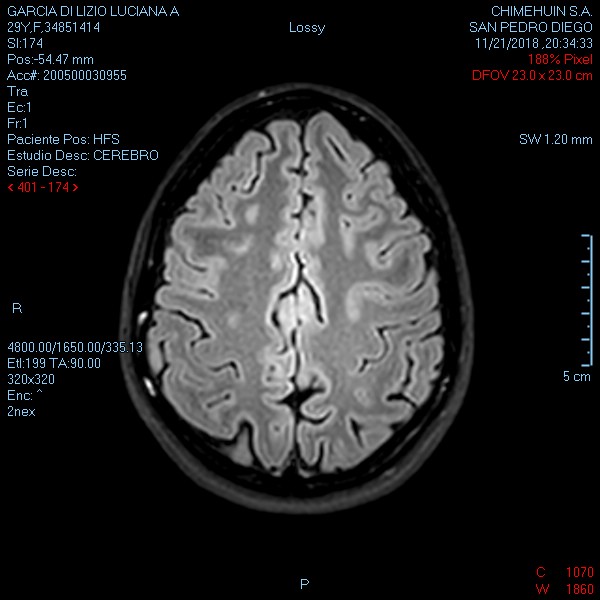 GARCIA DI LIZIO LUCIANA A
29Y,F,34851414
Sl:174
Pos:-54.47 mm
Acc#: 200500030955
Tra
Ec:1
Fr:1
Paciente Pos: HFS
Estudio Desc: CEREBRO
Serie Desc:
< 401 - 174 >
Lossy
CHIMEHUIN S.A.
SAN PEDRO DIEGO
11/21/2018 ,20:34:33
188% Pixel
DFOV 23.0 x 23.0 cm
SW 1.20 mm
R
4800.00/1650.00/335.13
Etl:199 TA:90.00
320x320
Enc: ^
2nex
5 cm
P
C 1070
W 1860